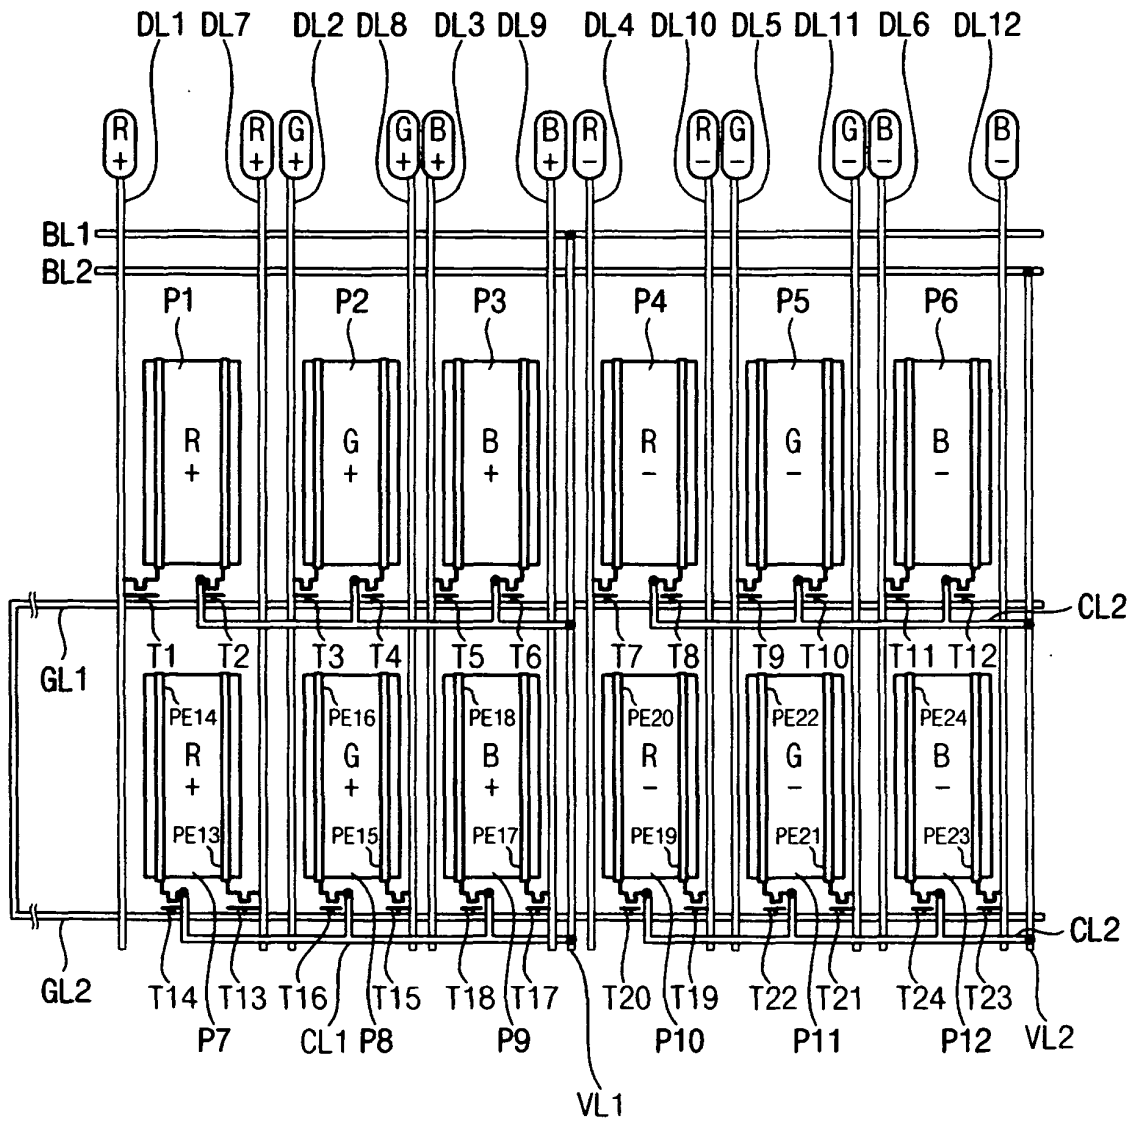 DL1 DL7 DL2 DL8 DL3 DL9 DL4 DL10 DL5 DL11 DL6 DL12
R R G G B B R R G G B B
+ + + + + + − − − − − −
BL1
BL2
P1 P2 P3 P4 P5 P6
R G B R G B
+ + + − − −
CL2
T1 T2 T3 T4 T5 T6 T7 T8 T9 T10 T11 T12
GL1
PE14 PE16 PE18 PE20 PE22 PE24
R G B R G B
+ + + − − −
PE13 PE15 PE17 PE19 PE21 PE23
CL2
GL2 T14 T13 T16 T15 T18 T17 T20 T19 T22 T21 T24 T23
P7 CL1 P8 P9 P10 P11 P12 VL2
VL1